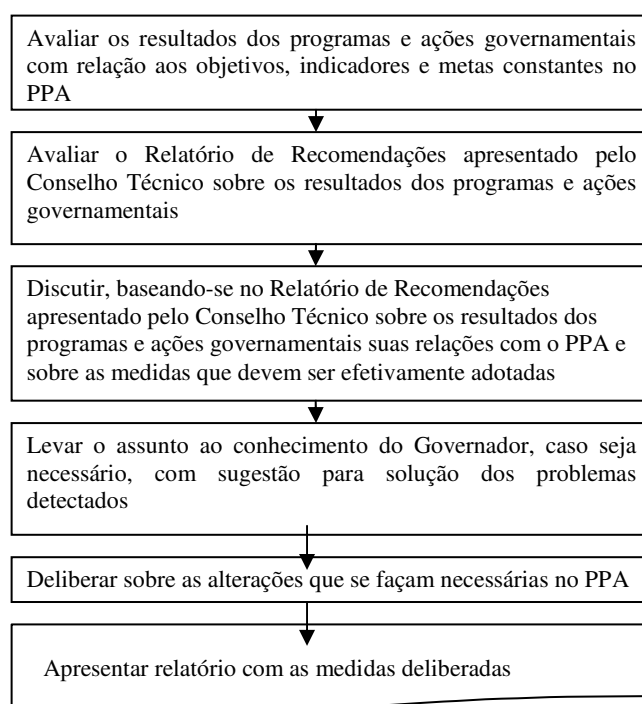 Avaliar os resultados dos programas e ações governamentais
com relação aos objetivos, indicadores e metas constantes no
PPA
Avaliar o Relatório de Recomendações apresentado pelo
Conselho Técnico sobre os resultados dos programas e ações
governamentais
Discutir, baseando-se no Relatório de Recomendações
apresentado pelo Conselho Técnico sobre os resultados dos
programas e ações governamentais suas relações com o PPA e
sobre as medidas que devem ser efetivamente adotadas
Levar o assunto ao conhecimento do Governador, caso seja
necessário, com sugestão para solução dos problemas
detectados
Deliberar sobre as alterações que se façam necessárias no PPA
Apresentar relatório com as medidas deliberadas